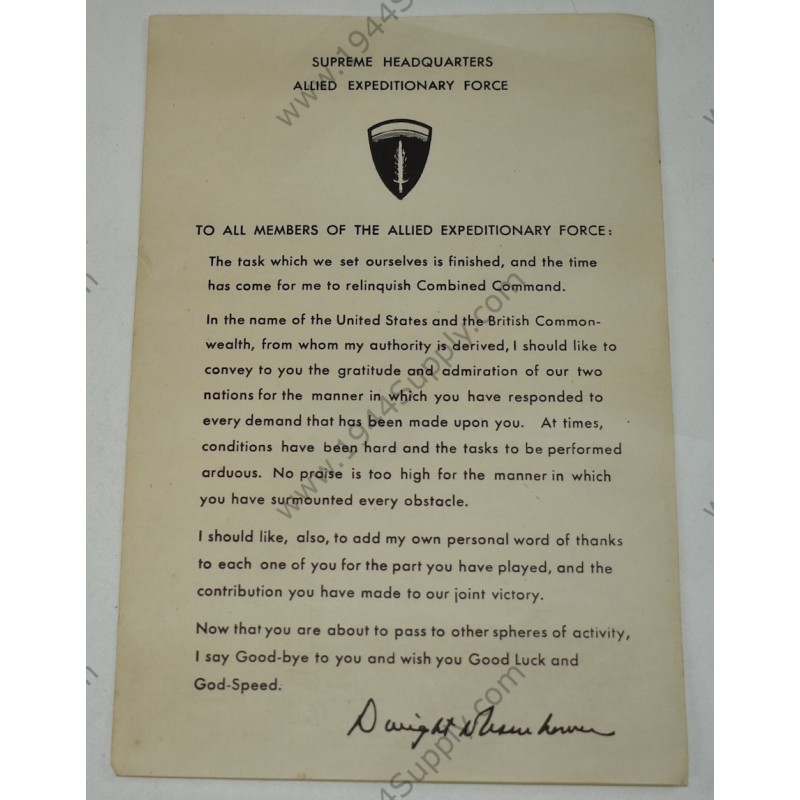 SUPREME HEADQUARTERS
ALLIED EXPEDITIONARY FORCE
TO ALL MEMBERS OF THE ALLIED EXPEDITIONARY FORCE:
The task which we set ourselves is finished, and the time
has come for me to relinquish Combined Command.
In the name of the United States and the British Common-
wealth, from whom my authority is derived, I should like to
convey to you the gratitude and admiration of our two
nations for the manner in which you have responded to
every demand that has been made upon you. At times,
conditions have been hard and the tasks to be performed
arduous. No praise is too high for the manner in which
you have surmounted every obstacle.
I should like, also, to add my own personal word of thanks
to each one of you for the part you have played, and the
contribution you have made to our joint victory.
Now that you are about to pass to other spheres of activity,
I say Good-bye to you and wish you Good Luck and
God-Speed.
Dwight D Eisenhower
www.1944Supply.com